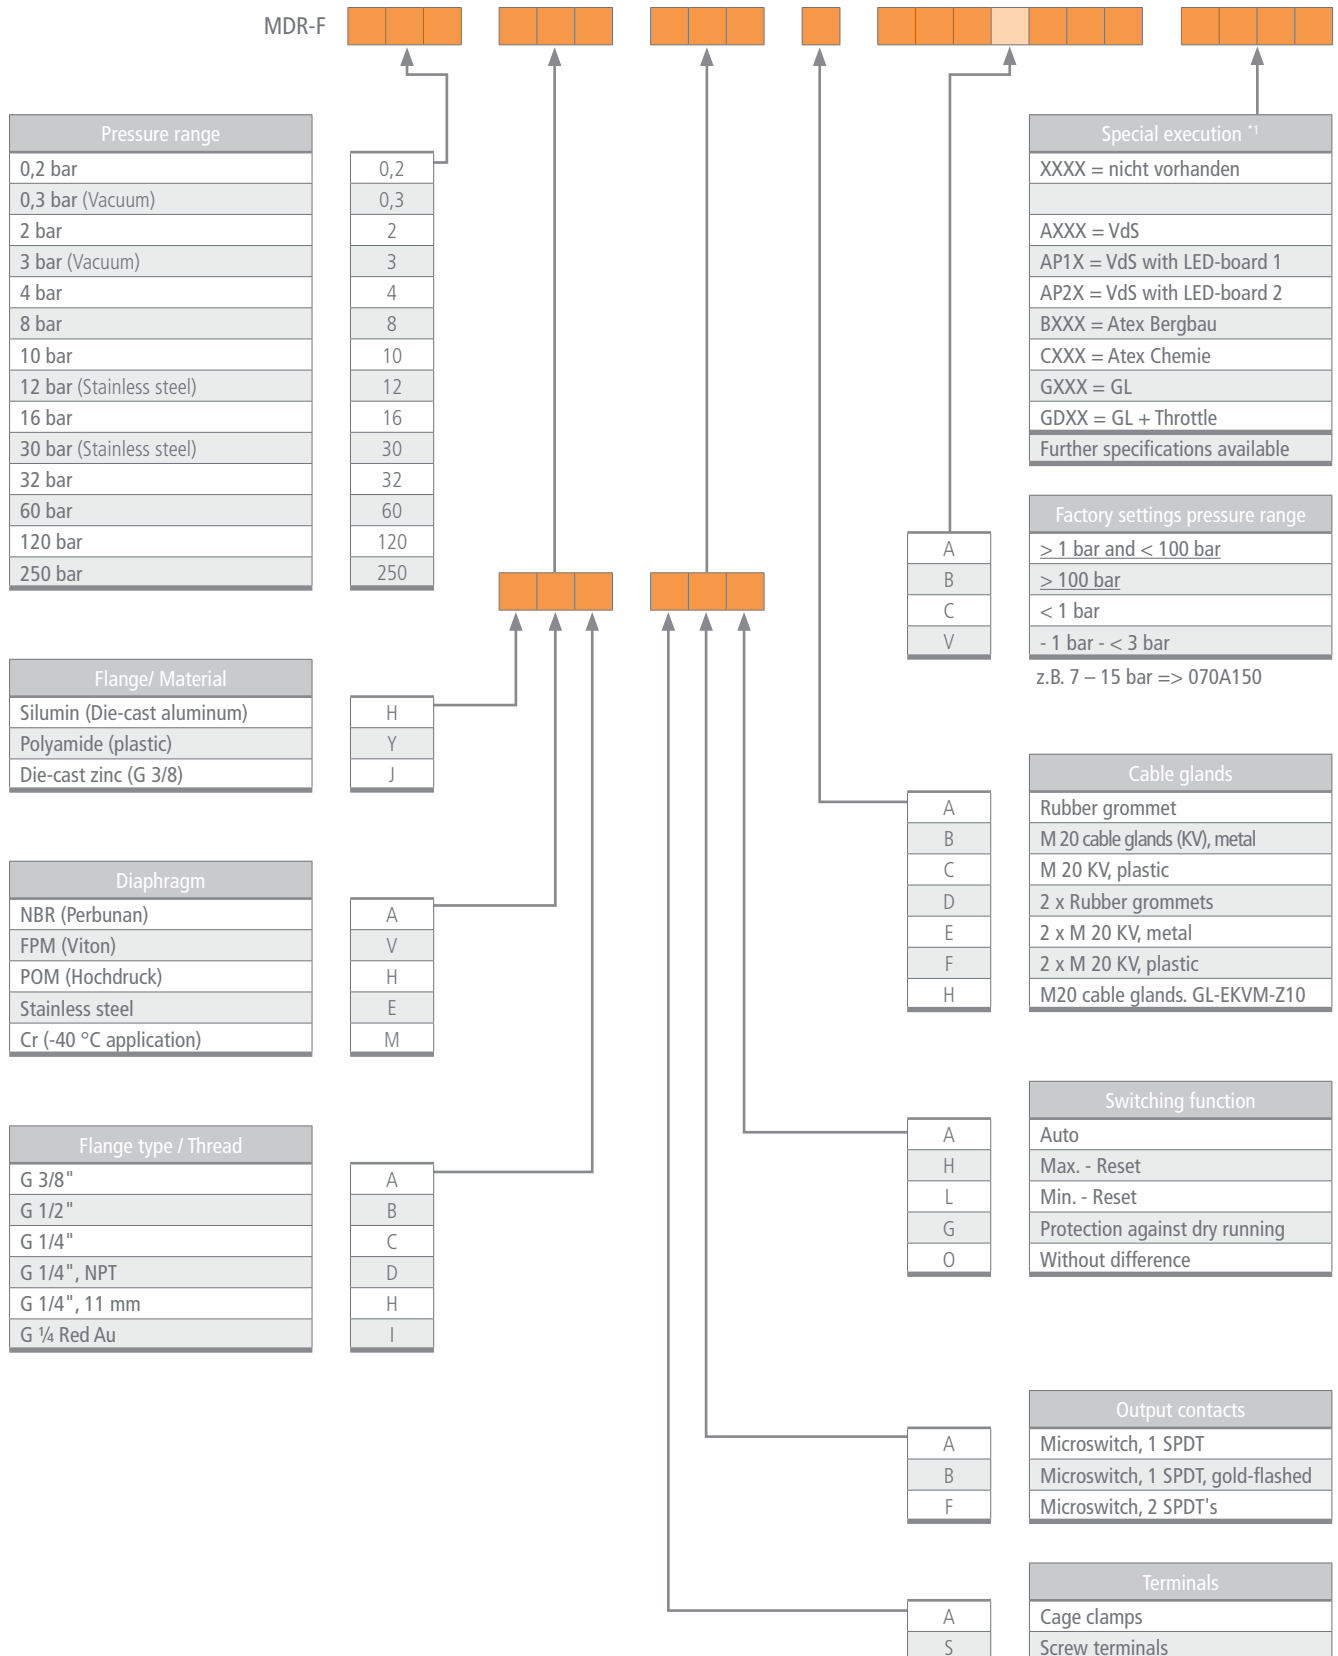 MDR-F
Pressure range
0,2 bar 0,2
0,3 bar (Vacuum) 0,3
2 bar 2
3 bar (Vacuum) 3
4 bar 4
8 bar 8
10 bar 10
12 bar (Stainless steel) 12
16 bar 16
30 bar (Stainless steel) 30
32 bar 32
60 bar 60
120 bar 120
250 bar 250
Flange/ Material
Silumin (Die-cast aluminum) H
Polyamide (plastic) Y
Die-cast zinc (G 3/8) J
Diaphragm
NBR (Perbunan) A
FPM (Viton) V
POM (Hochdruck) H
Stainless steel E
Cr (-40 °C application) M
Flange type / Thread
G 3/8" A
G 1/2" B
G 1/4" C
G 1/4", NPT D
G 1/4", 11 mm H
G ¼ Red Au I
Special execution *1
XXXX = nicht vorhanden
AXXX = VdS
AP1X = VdS with LED-board 1
AP2X = VdS with LED-board 2
BXXX = Atex Bergbau
CXXX = Atex Chemie
GXXX = GL
GDXX = GL + Throttle
Further specifications available
Factory settings pressure range
A > 1 bar and < 100 bar
B > 100 bar
C < 1 bar
V - 1 bar - < 3 bar
z.B. 7 – 15 bar => 070A150
Cable glands
A Rubber grommet
B M 20 cable glands (KV), metal
C M 20 KV, plastic
D 2 x Rubber grommets
E 2 x M 20 KV, metal
F 2 x M 20 KV, plastic
H M20 cable glands. GL-EKVM-Z10
Switching function
A Auto
H Max. - Reset
L Min. - Reset
G Protection against dry running
O Without difference
Output contacts
A Microswitch, 1 SPDT
B Microswitch, 1 SPDT, gold-flashed
F Microswitch, 2 SPDT's
Terminals
A Cage clamps
S Screw terminals